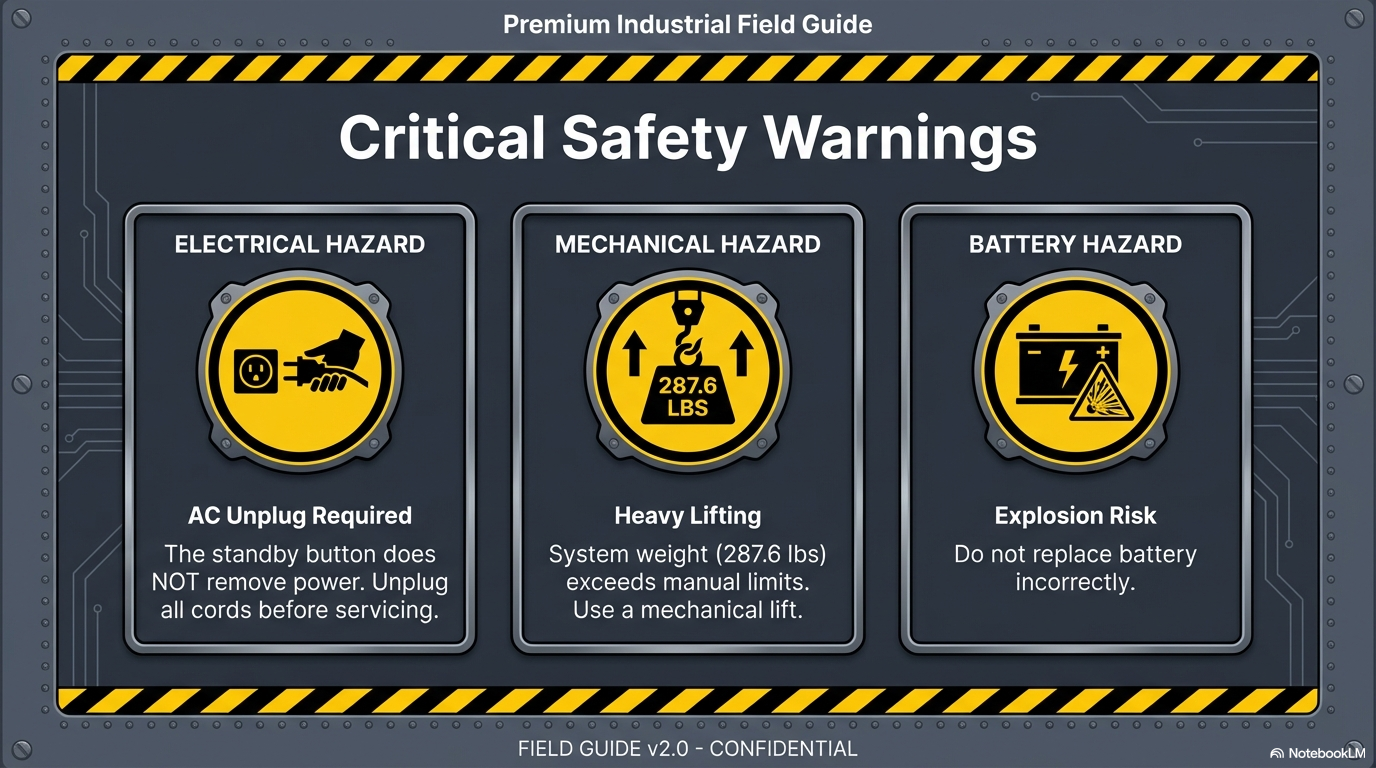 Premium Industrial Field Guide
Critical Safety Warnings
ELECTRICAL HAZARD
AC Unplug Required
The standby button does
NOT remove power. Unplug
all cords before servicing.
MECHANICAL HAZARD
287.6
LBS
Heavy Lifting
System weight (287.6 lbs)
exceeds manual limits.
Use a mechanical lift.
BATTERY HAZARD
- +
Explosion Risk
Do not replace battery
incorrectly.
FIELD GUIDE v2.0 - CONFIDENTIAL
NotebookLM